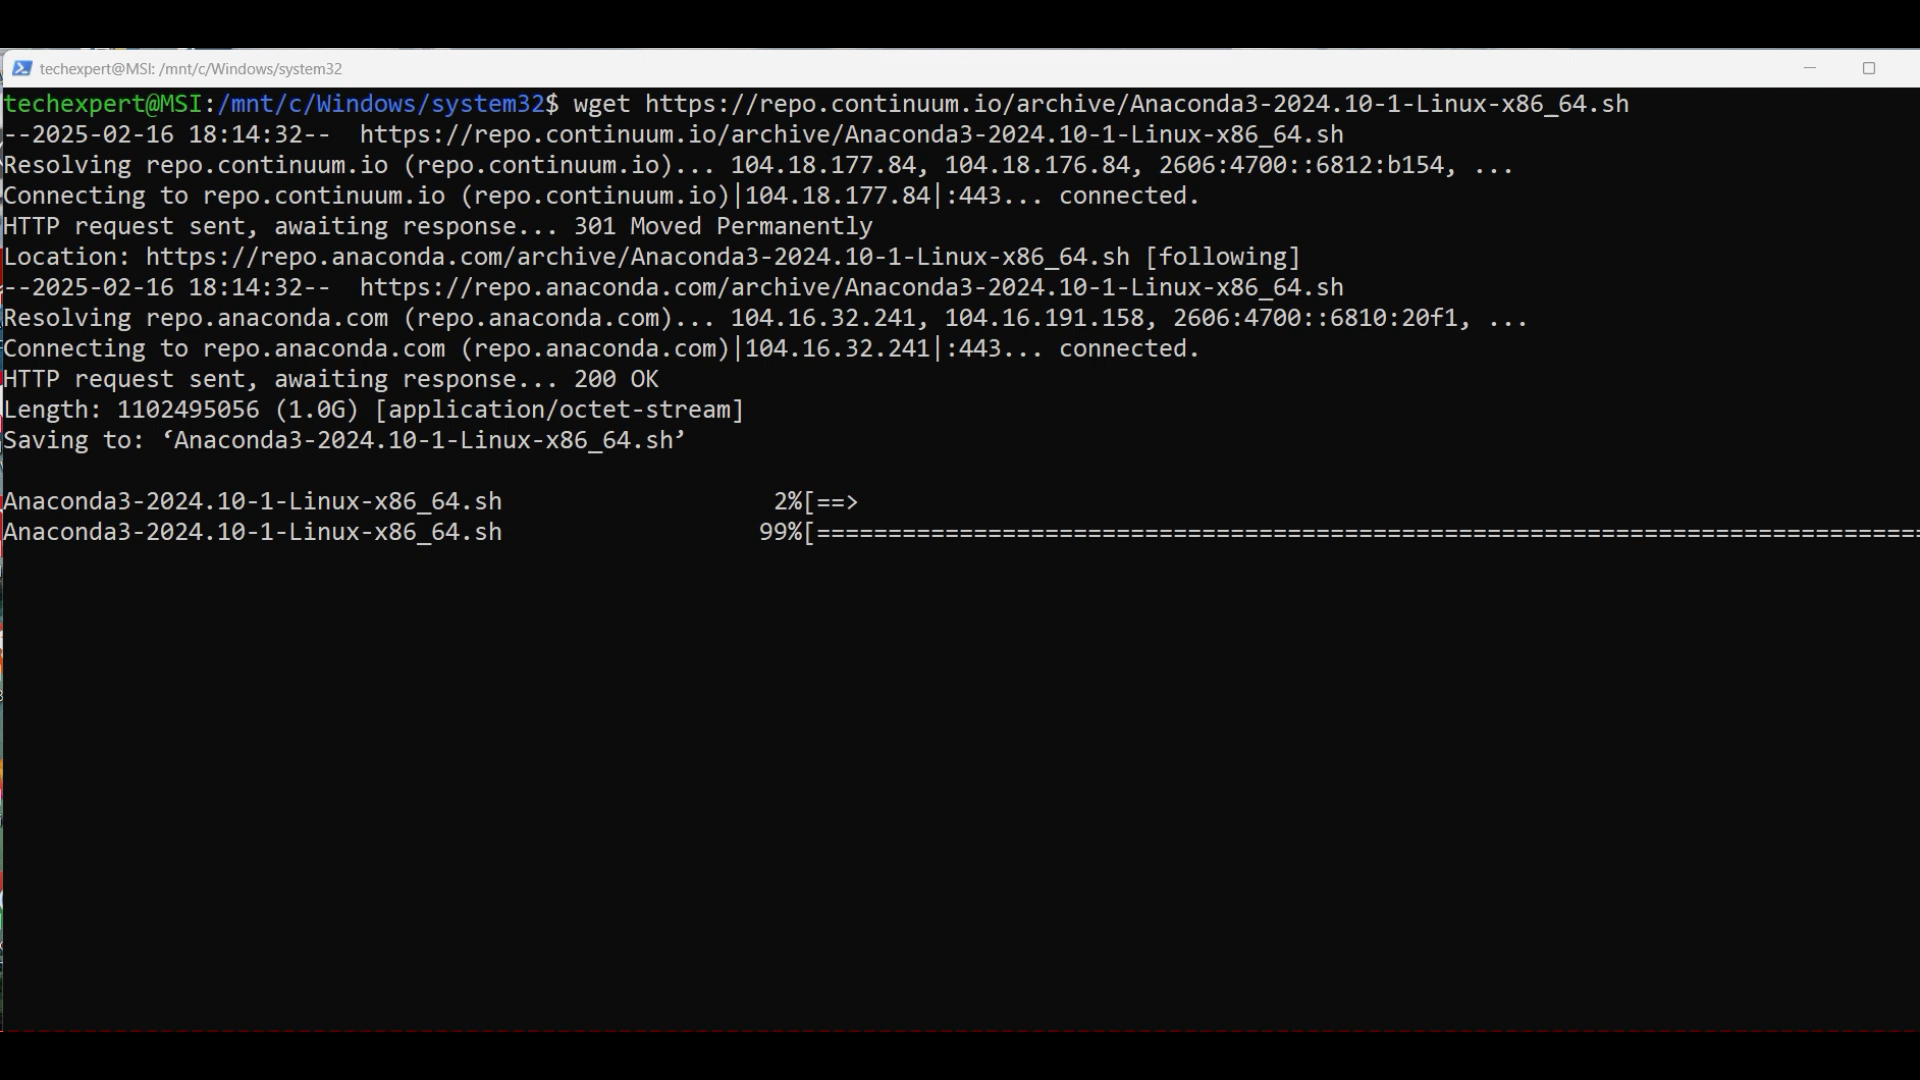 techexpert@MSI: /mnt/c/Windows/system32
techexpert@MSI:/mnt/c/Windows/system32$ wget https://repo.continuum.io/archive/Anaconda3-2024.10-1-Linux-x86_64.sh
--2025-02-16 18:14:32--  https://repo.continuum.io/archive/Anaconda3-2024.10-1-Linux-x86_64.sh
Resolving repo.continuum.io (repo.continuum.io)... 104.18.177.84, 104.18.176.84, 2606:4700::6812:b154, ...
Connecting to repo.continuum.io (repo.continuum.io)|104.18.177.84|:443... connected.
HTTP request sent, awaiting response... 301 Moved Permanently
Location: https://repo.anaconda.com/archive/Anaconda3-2024.10-1-Linux-x86_64.sh [following]
--2025-02-16 18:14:32--  https://repo.anaconda.com/archive/Anaconda3-2024.10-1-Linux-x86_64.sh
Resolving repo.anaconda.com (repo.anaconda.com)... 104.16.32.241, 104.16.191.158, 2606:4700::6810:20f1, ...
Connecting to repo.anaconda.com (repo.anaconda.com)|104.16.32.241|:443... connected.
HTTP request sent, awaiting response... 200 OK
Length: 1102495056 (1.0G) [application/octet-stream]
Saving to: ‘Anaconda3-2024.10-1-Linux-x86_64.sh’
Anaconda3-2024.10-1-Linux-x86_64.sh                   2%[==>
Anaconda3-2024.10-1-Linux-x86_64.sh                  99%[==============================================================================